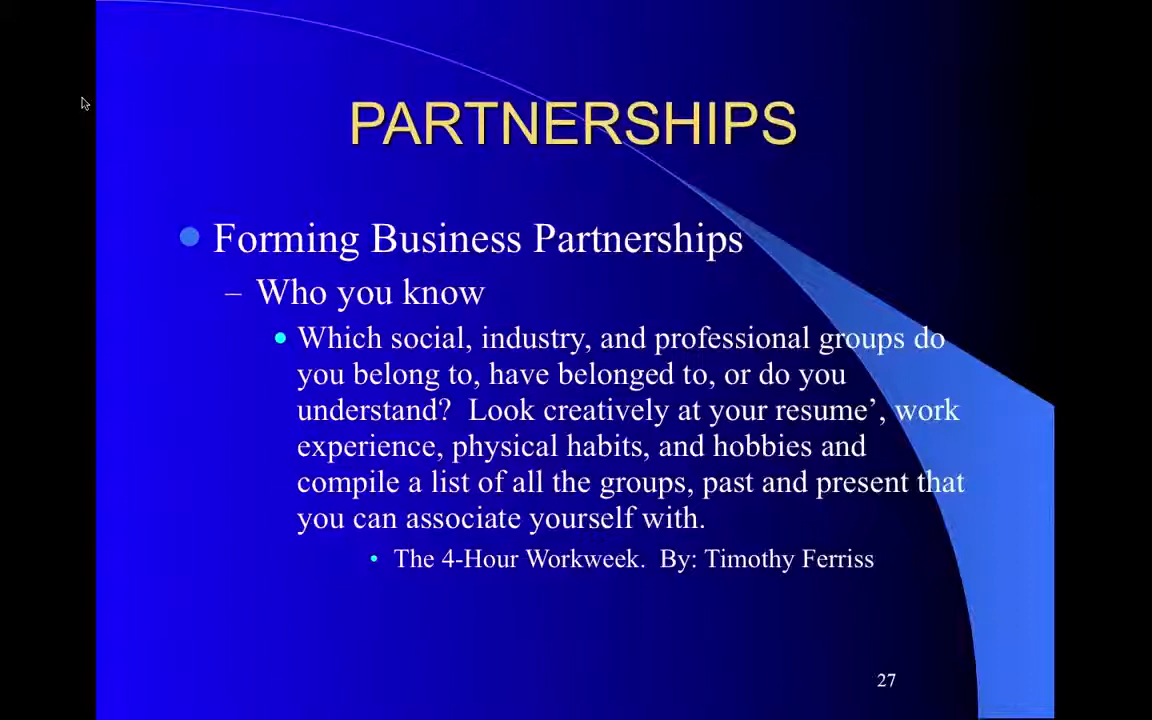 PARTNERSHIPS
Forming Business Partnerships
– Who you know
Which social, industry, and professional groups do
you belong to, have belonged to, or do you
understand?  Look creatively at your resume’, work
experience, physical habits, and hobbies and
compile a list of all the groups, past and present that
you can associate yourself with.
The 4-Hour Workweek.  By: Timothy Ferriss
27